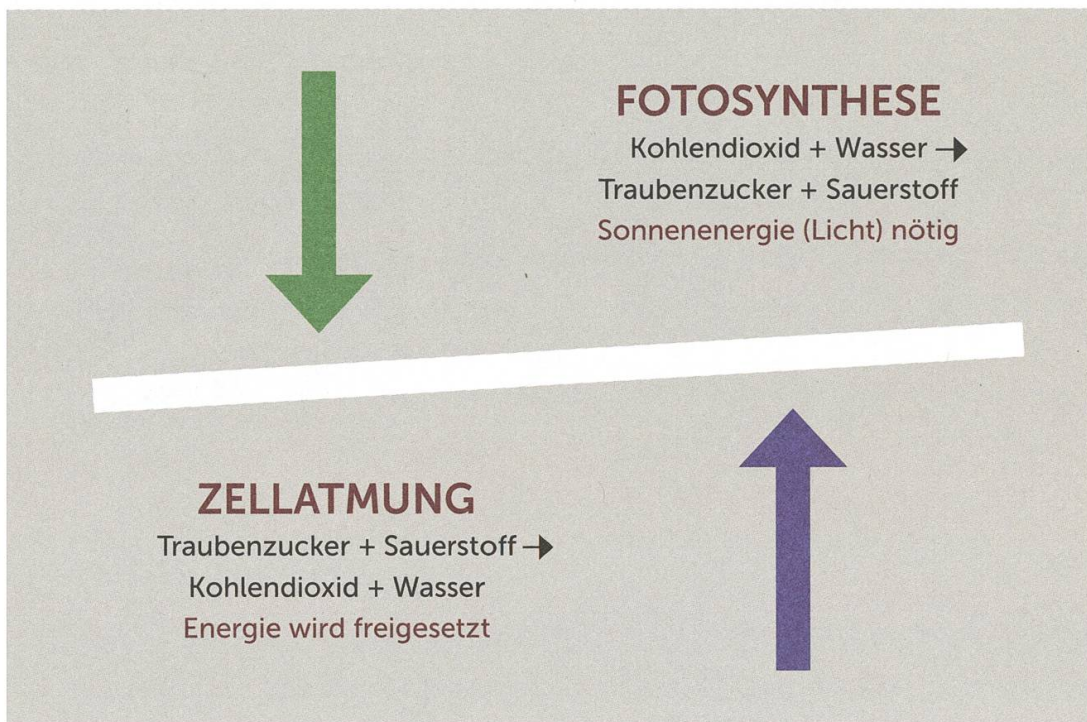 FOTOSYNTHESE
Kohlendioxid + Wasser →
Traubenzucker + Sauerstoff
Sonnenenergie (Licht) nötig
ZELLATMUNG
Traubenzucker + Sauerstoff →
Kohlendioxid + Wasser
Energie wird freigesetzt